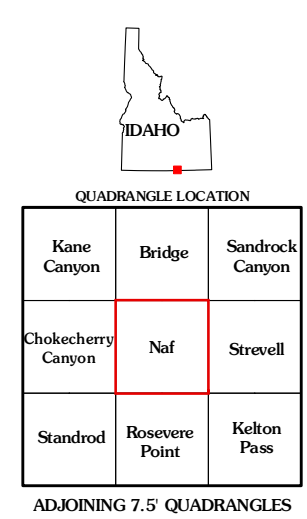 IDAHO
QUADRANGLE LOCATION
Kane
Canyon
Bridge
Sandrock
Canyon
Chokecherry
Canyon
Naf
Strevell
Standrod
Rosevere
Point
Kelton
Pass
ADJOINING 7.5' QUADRANGLES